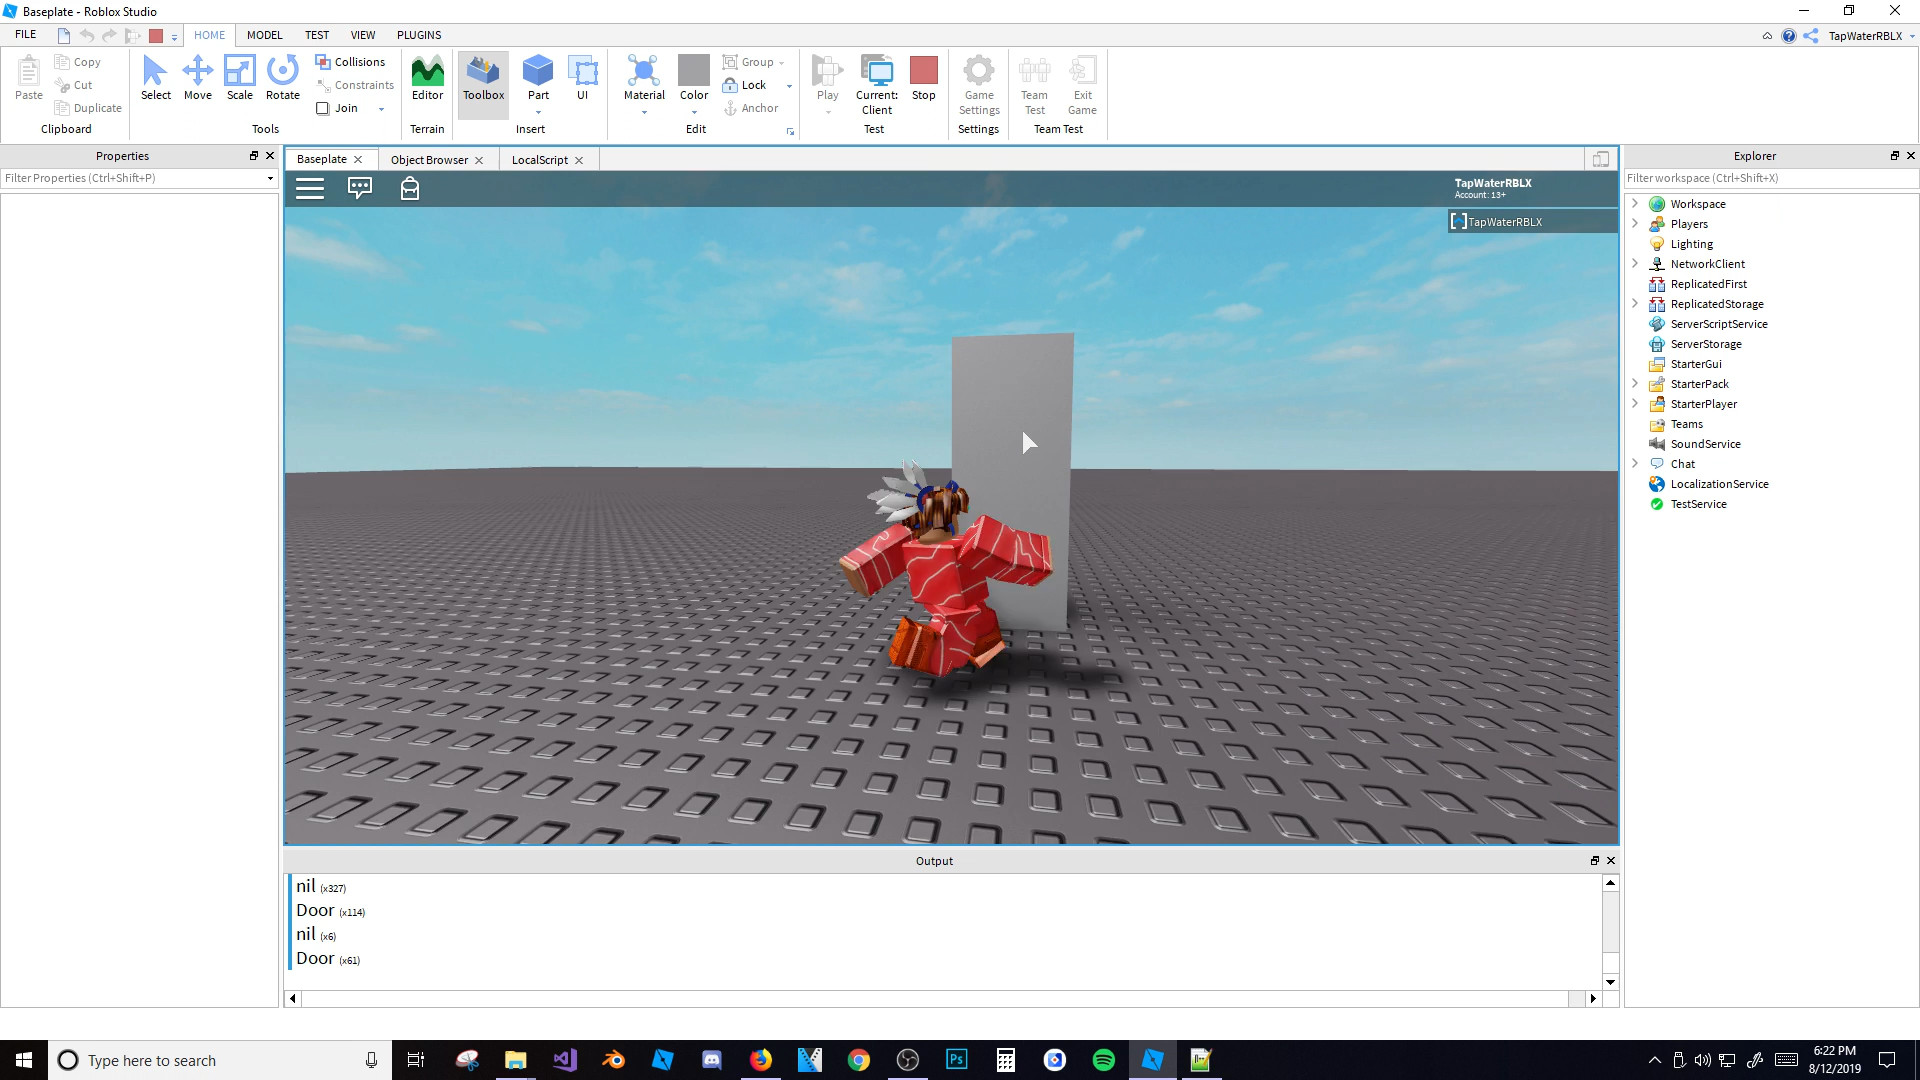 Baseplate - Roblox Studio
FILE HOME MODEL TEST VIEW PLUGINS TapWaterRBLX
Paste Copy Cut Duplicate Clipboard
Select Move Scale Rotate Collisions Constraints Join Tools
Editor Terrain
Toolbox Part UI Insert
Material Color Group Lock Anchor Edit
Play Current: Client Stop Test
Game Settings Settings
Team Test Exit Game Team Test
Properties
Filter Properties (Ctrl+Shift+P)
Baseplate Object Browser LocalScript
TapWaterRBLX
Account: 13+
TapWaterRBLX
Explorer
Filter workspace (Ctrl+Shift+X)
Workspace
Players
Lighting
NetworkClient
ReplicatedFirst
ReplicatedStorage
ServerScriptService
ServerStorage
StarterGui
StarterPack
StarterPlayer
Teams
SoundService
Chat
LocalizationService
TestService
Output
nil (x327)
Door (x114)
nil (x6)
Door (x61)
Type here to search
Ps
6:22 PM
8/12/2019